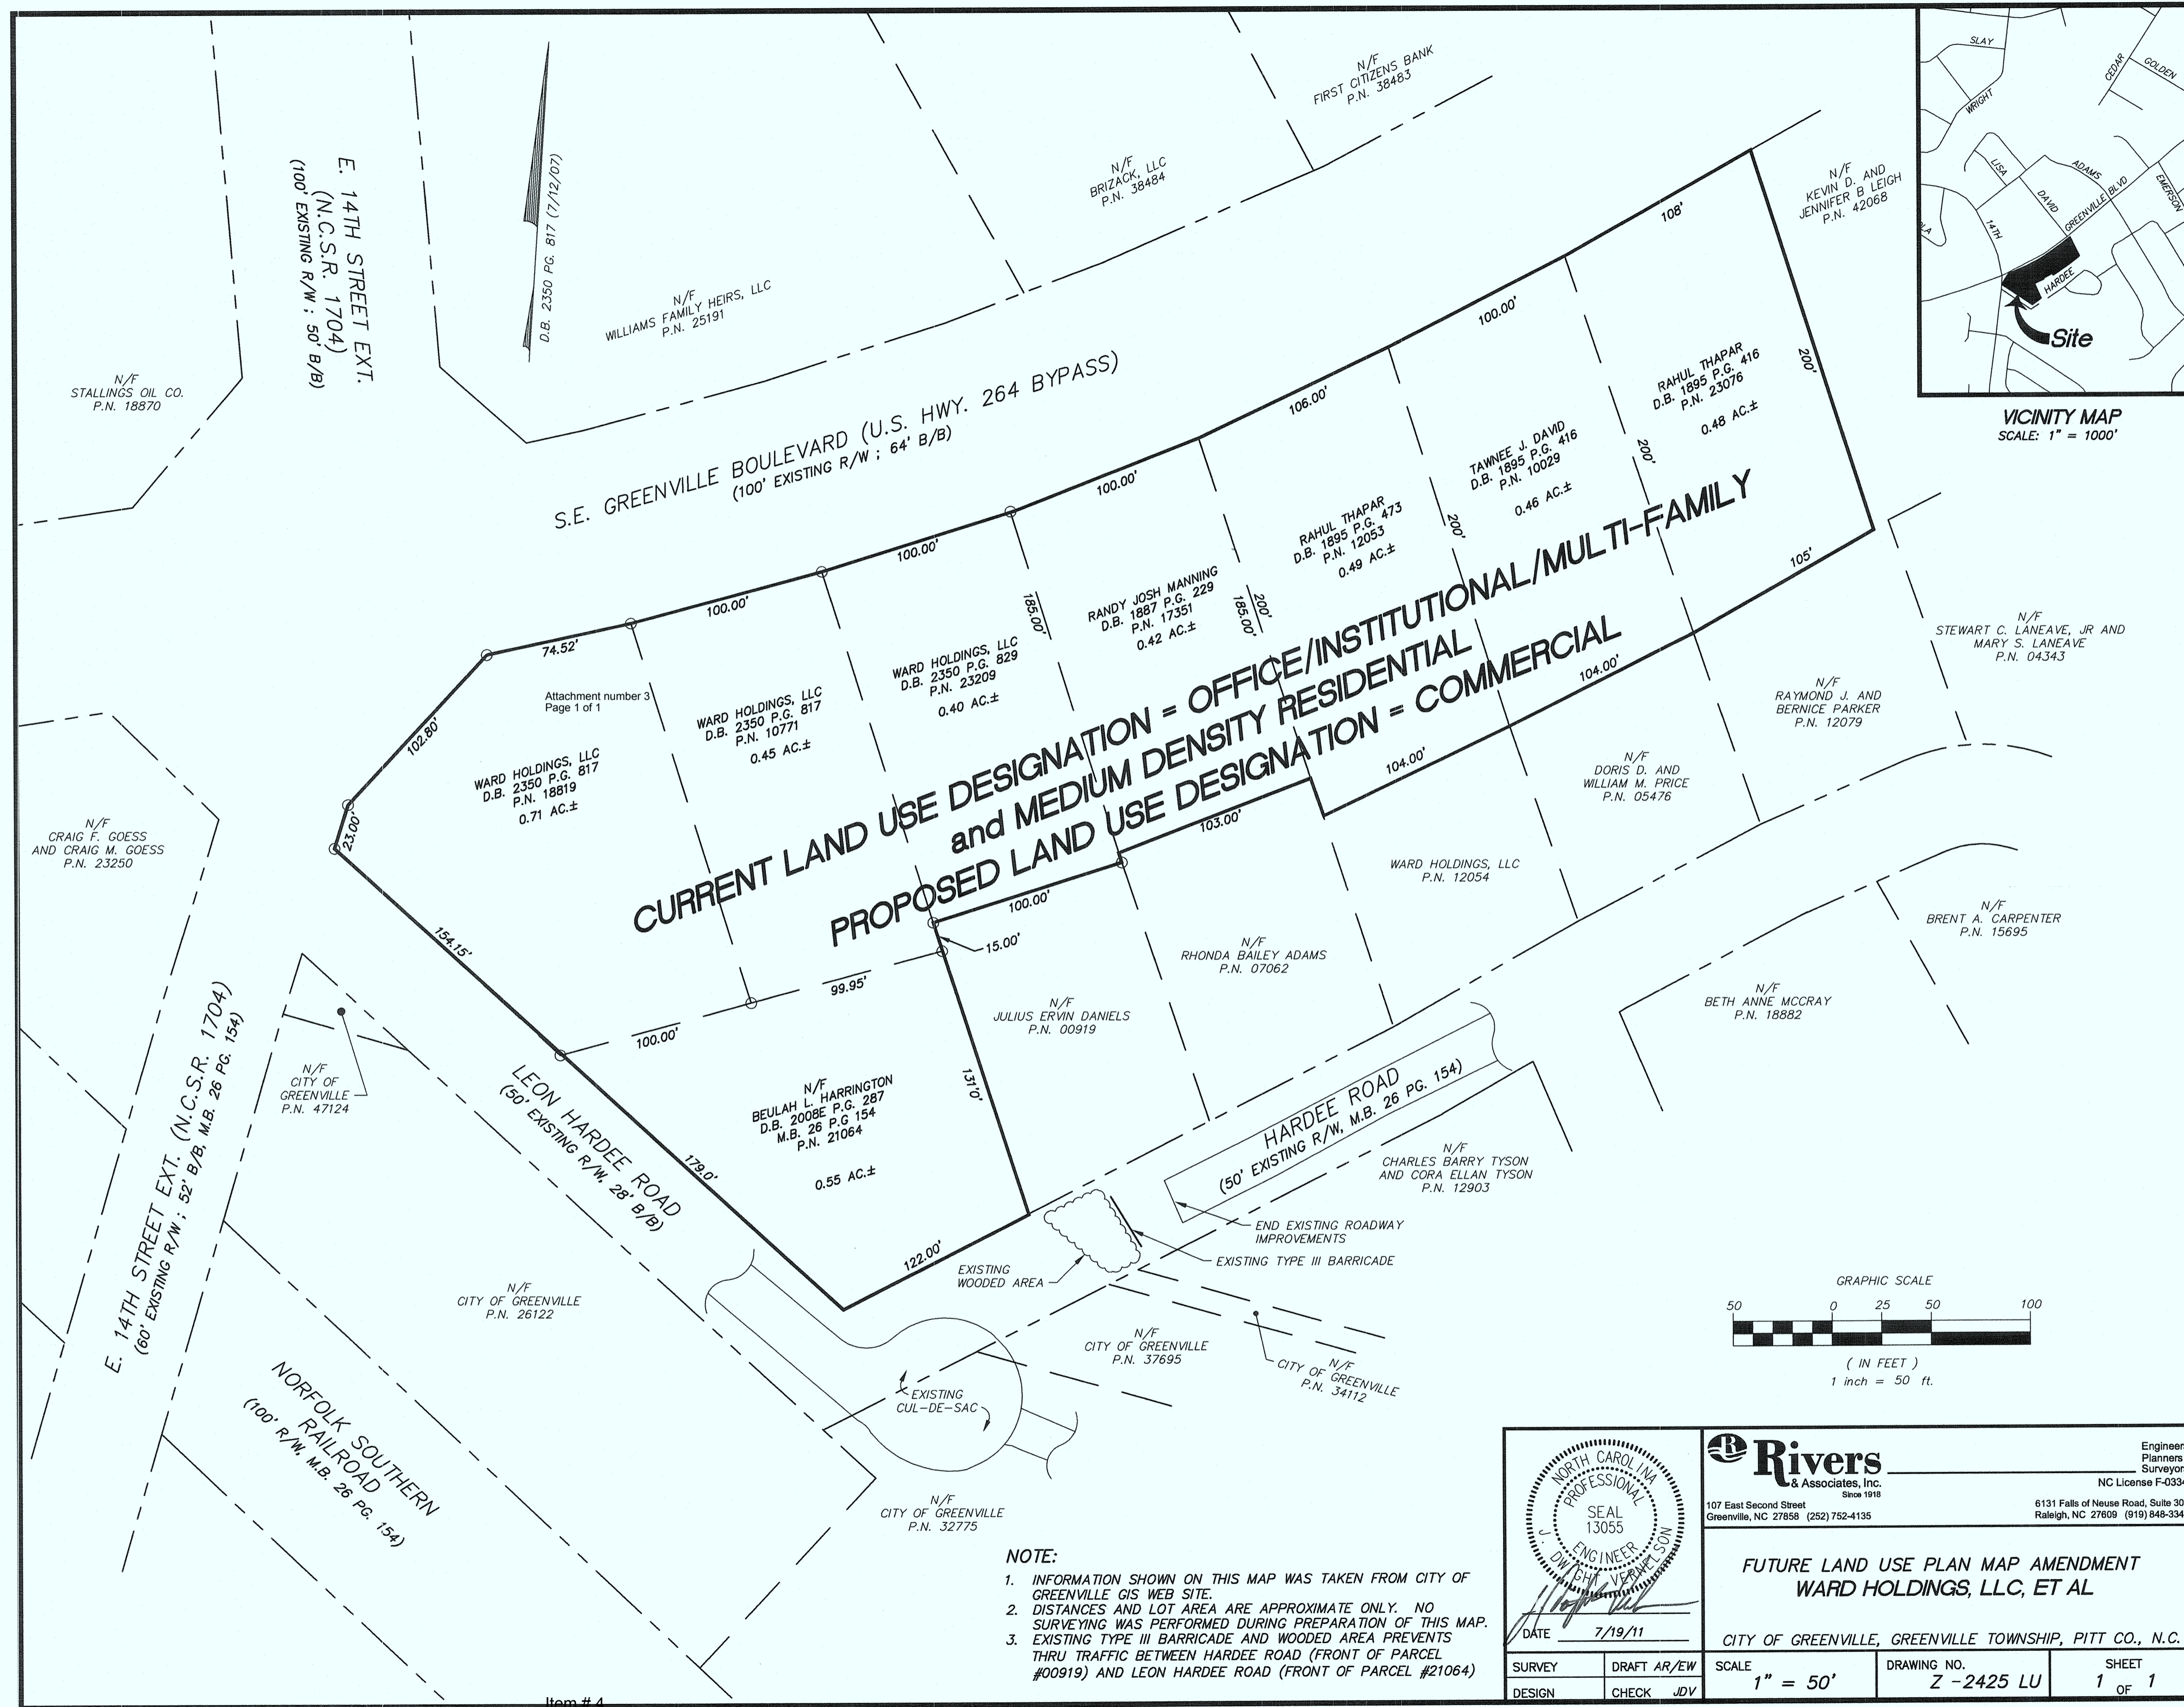 E. 14TH STREET EXT.
(N.C.S.R. 1704)
(100' EXISTING R/W ; 50' B/B)
D.B. 2350 PG. 817 (7/12/07)
N/F
STALLINGS OIL CO.
P.N. 18870
N/F
WILLIAMS FAMILY HEIRS, LLC
P.N. 25191
N/F
BRIZACK, LLC
P.N. 38484
N/F
FIRST CITIZENS BANK
P.N. 38483
N/F
KEVIN D. AND
JENNIFER B LEIGH
P.N. 42068
SLAY
WRIGHT
CEDAR
GOLDEN
LISA
ADAMS
DAVID
GREENVILLE BLVD
EMERSON
14TH
HARDEE
Site
VICINITY MAP
SCALE: 1" = 1000'
S.E. GREENVILLE BOULEVARD (U.S. HWY. 264 BYPASS)
(100' EXISTING R/W ; 64' B/B)
108'
100.00'
106.00'
100.00'
100.00'
100.00'
74.52'
102.80'
23.00'
154.15'
200'
200'
200'
200'
185.00'
185.00'
RAHUL THAPAR
D.B. 1895 P.G. 416
P.N. 23076
0.48 AC.±
TAWNEE J. DAVID
D.B. 1895 P.G. 416
P.N. 10029
0.46 AC.±
RAHUL THAPAR
D.B. 1895 P.G. 473
P.N. 12053
0.49 AC.±
RANDY JOSH MANNING
D.B. 1887 P.G. 229
P.N. 17351
0.42 AC.±
WARD HOLDINGS, LLC
D.B. 2350 P.G. 829
P.N. 23209
0.40 AC.±
WARD HOLDINGS, LLC
D.B. 2350 P.G. 817
P.N. 10771
0.45 AC.±
Attachment number 3
Page 1 of 1
WARD HOLDINGS, LLC
D.B. 2350 P.G. 817
P.N. 18819
0.71 AC.±
CURRENT LAND USE DESIGNATION = OFFICE/INSTITUTIONAL/MULTI-FAMILY
and MEDIUM DENSITY RESIDENTIAL
PROPOSED LAND USE DESIGNATION = COMMERCIAL
105'
104.00'
104.00'
103.00'
100.00'
15.00'
99.95'
100.00'
131'0'
179.0'
122.00'
N/F
STEWART C. LANEAVE, JR AND
MARY S. LANEAVE
P.N. 04343
N/F
RAYMOND J. AND
BERNICE PARKER
P.N. 12079
N/F
DORIS D. AND
WILLIAM M. PRICE
P.N. 05476
WARD HOLDINGS, LLC
P.N. 12054
N/F
RHONDA BAILEY ADAMS
P.N. 07062
N/F
JULIUS ERVIN DANIELS
P.N. 00919
N/F
BRENT A. CARPENTER
P.N. 15695
N/F
BETH ANNE MCCRAY
P.N. 18882
N/F
CRAIG F. GOESS
AND CRAIG M. GOESS
P.N. 23250
N/F
CITY OF
GREENVILLE
P.N. 47124
E. 14TH STREET EXT. (N.C.S.R. 1704)
(60' EXISTING R/W ; 52' B/B, M.B. 26 PG. 154)
LEON HARDEE ROAD
(50' EXISTING R/W, 28' B/B)
N/F
BEULAH L. HARRINGTON
D.B. 2008E P.G. 287
M.B. 26 P.G 154
P.N. 21064
0.55 AC.±
HARDEE ROAD
(50' EXISTING R/W, M.B. 26 PG. 154)
N/F
CHARLES BARRY TYSON
AND CORA ELLAN TYSON
P.N. 12903
END EXISTING ROADWAY
IMPROVEMENTS
EXISTING TYPE III BARRICADE
EXISTING
WOODED AREA
N/F
CITY OF GREENVILLE
P.N. 26122
N/F
CITY OF GREENVILLE
P.N. 37695
N/F
CITY OF GREENVILLE
P.N. 34112
EXISTING
CUL-DE-SAC
NORFOLK SOUTHERN
RAILROAD
(100' R/W, M.B. 26 PG. 154)
N/F
CITY OF GREENVILLE
P.N. 32775
GRAPHIC SCALE
50 0 25 50 100
( IN FEET )
1 inch = 50 ft.
NOTE:
1. INFORMATION SHOWN ON THIS MAP WAS TAKEN FROM CITY OF
GREENVILLE GIS WEB SITE.
2. DISTANCES AND LOT AREA ARE APPROXIMATE ONLY. NO
SURVEYING WAS PERFORMED DURING PREPARATION OF THIS MAP.
3. EXISTING TYPE III BARRICADE AND WOODED AREA PREVENTS
THRU TRAFFIC BETWEEN HARDEE ROAD (FRONT OF PARCEL
#00919) AND LEON HARDEE ROAD (FRONT OF PARCEL #21064)
Item # 4
NORTH CAROLINA
PROFESSIONAL
SEAL
13055
ENGINEER
J. DWIGHT VERNELSON
DATE 7/19/11
SURVEY
DRAFT AR/EW
DESIGN
CHECK JDV
R Rivers
& Associates, Inc.
Since 1918
Engineer
Planners
Surveyor
NC License F-0334
107 East Second Street
Greenville, NC 27858 (252) 752-4135
6131 Falls of Neuse Road, Suite 30
Raleigh, NC 27609 (919) 848-334
FUTURE LAND USE PLAN MAP AMENDMENT
WARD HOLDINGS, LLC, ET AL
CITY OF GREENVILLE, GREENVILLE TOWNSHIP, PITT CO., N.C.
SCALE
1" = 50'
DRAWING NO.
Z -2425 LU
SHEET
1 OF 1